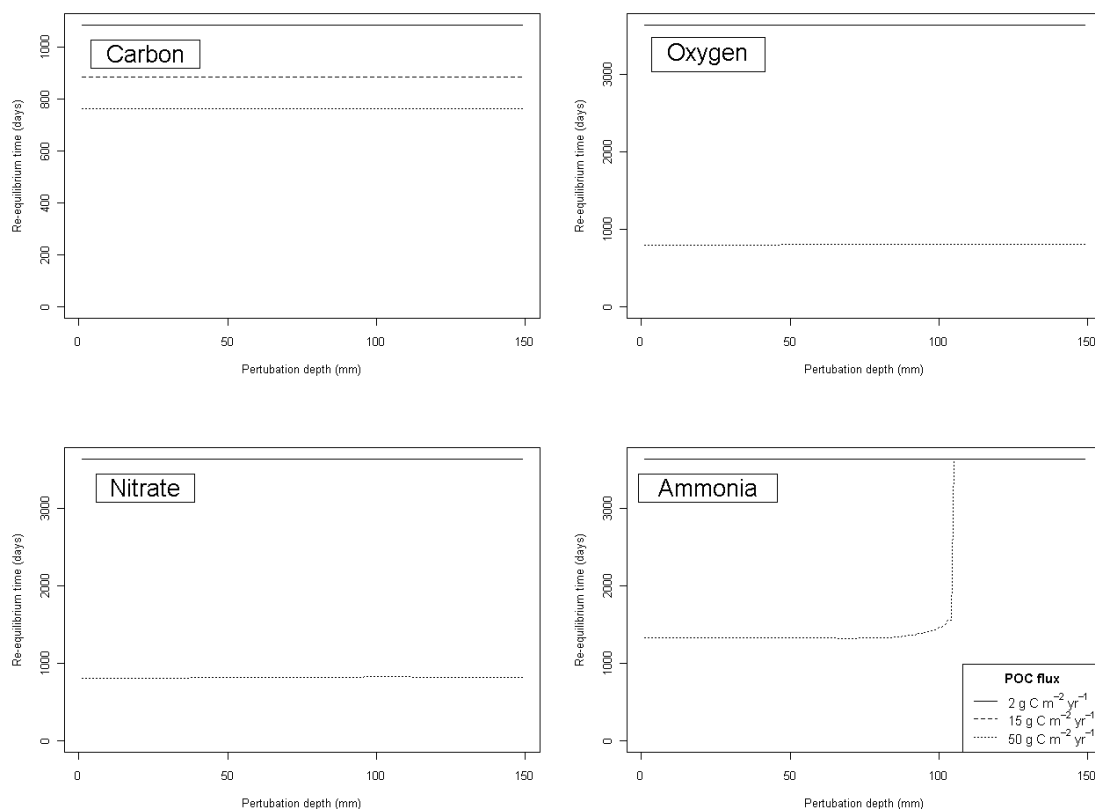 Carbon
Re-equilibrium time (days)
0
200
400
600
800
1000
0
50
100
150
Pertubation depth (mm)
Oxygen
Re-equilibrium time (days)
0
1000
2000
3000
0
50
100
150
Pertubation depth (mm)
Nitrate
Re-equilibrium time (days)
0
1000
2000
3000
0
50
100
150
Pertubation depth (mm)
Ammonia
Re-equilibrium time (days)
0
1000
2000
3000
0
50
100
150
Pertubation depth (mm)
POC flux
2 g C m⁻² yr⁻¹
15 g C m⁻² yr⁻¹
50 g C m⁻² yr⁻¹